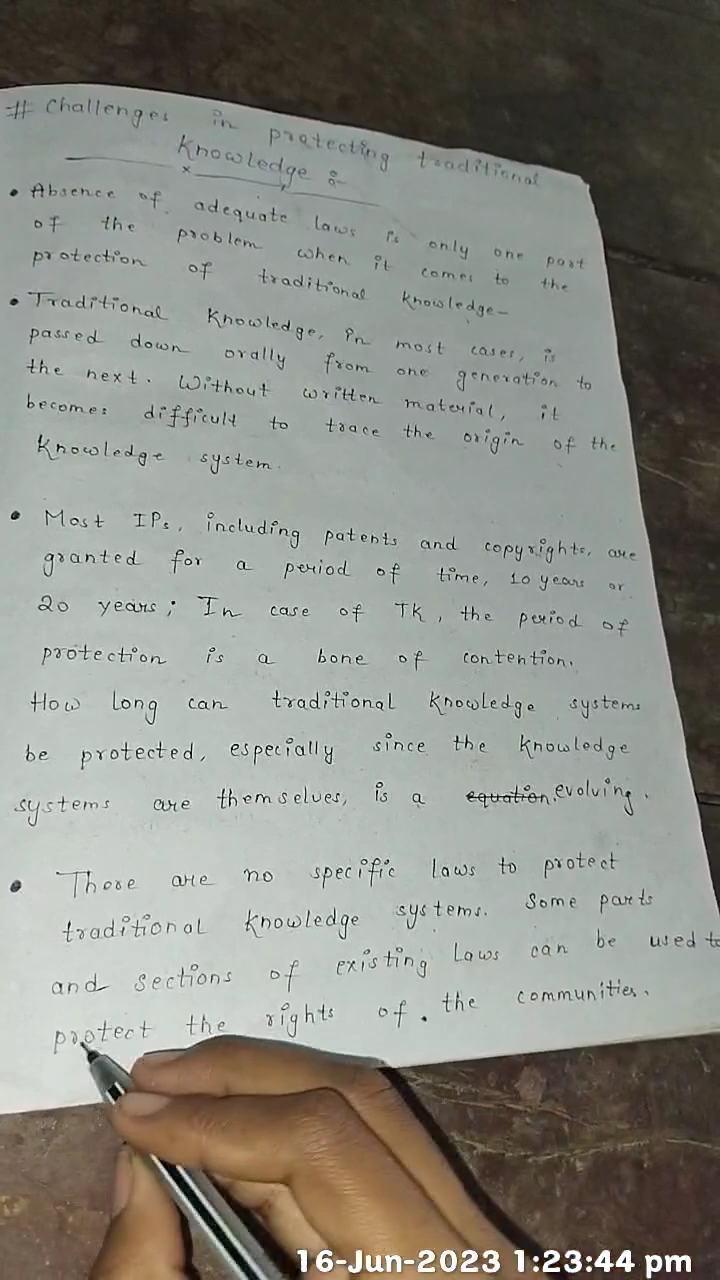 # Challenges in protecting traditional
Knowledge :-
• Absence of adequate laws is only one part
of the problem when it comes to the
protection of traditional knowledge-
• Traditional Knowledge, in most cases, is
passed down orally from one generation to
the next. Without written material, it
becomes difficult to trace the origin of the
Knowledge system.
• Most IPs, including patents and copyrights, are
granted for a period of time, 10 years or
20 years; In case of TK, the period of
protection is a bone of contention.
How long can traditional Knowledge systems
be protected, especially since the Knowledge
systems are themselves, is a equation evolving.
• There are no specific laws to protect
traditional Knowledge systems. Some parts
and sections of existing Laws can be used to
protect the rights of . the communities.
16-Jun-2023 1:23:44 pm